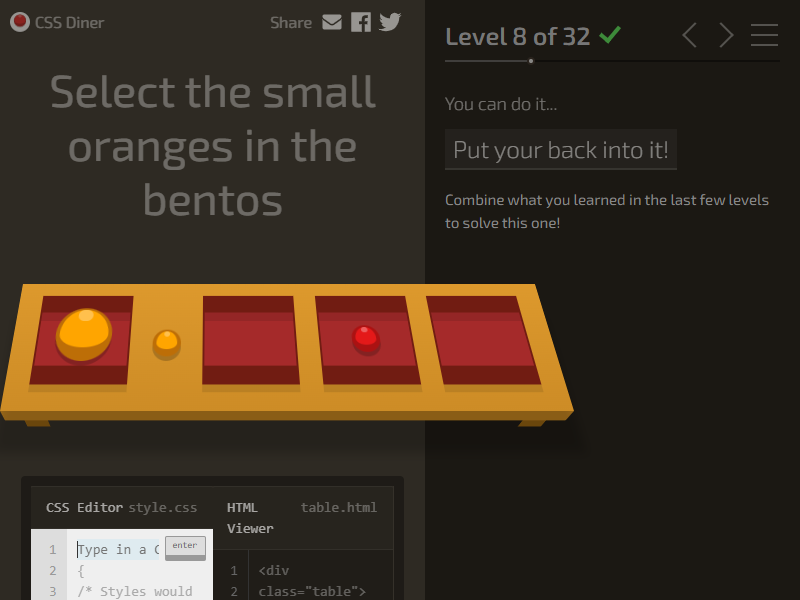 CSS Diner
Share
Select the small
oranges in the
bentos
Level 8 of 32
You can do it...
Put your back into it!
Combine what you learned in the last few levels
to solve this one!
CSS Editor style.css
HTML
Viewer
table.html
1 Type in a C
enter
2 {
3 /* Styles would
1 <div
2 class="table">